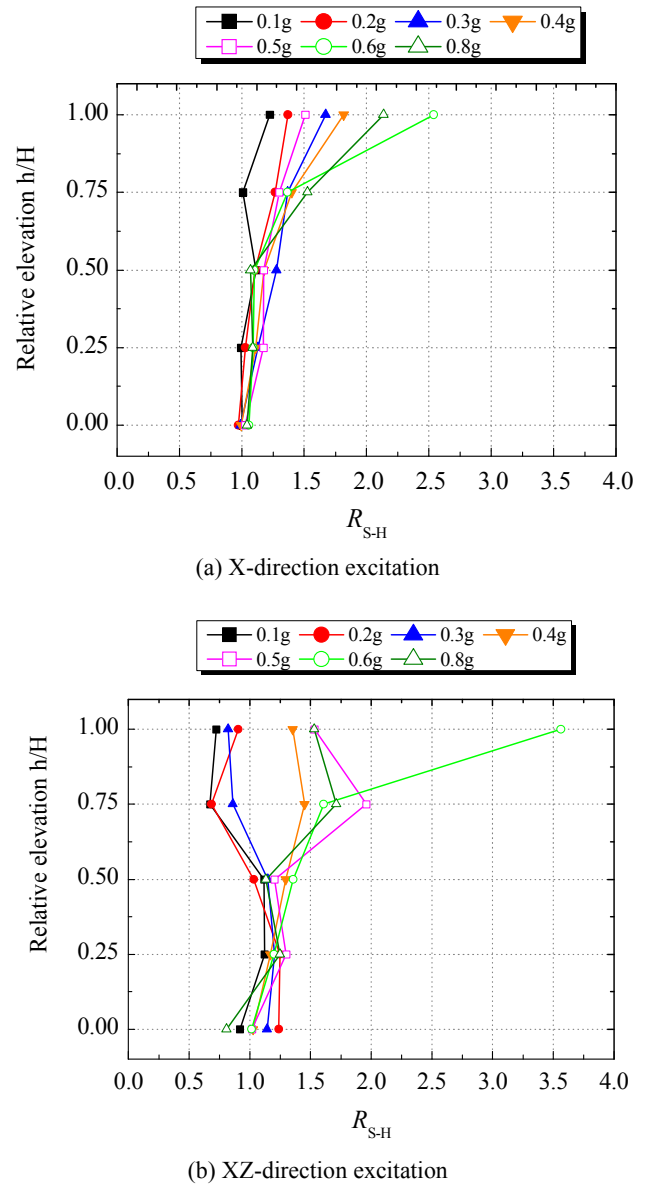 0.1g 0.2g 0.3g 0.4g
0.5g 0.6g 0.8g
1.00
0.75
0.50
0.25
0.00
Relative elevation h/H
0.0 0.5 1.0 1.5 2.0 2.5 3.0 3.5 4.0
R_S-H
(a) X-direction excitation
0.1g 0.2g 0.3g 0.4g
0.5g 0.6g 0.8g
1.00
0.75
0.50
0.25
0.00
Relative elevation h/H
0.0 0.5 1.0 1.5 2.0 2.5 3.0 3.5 4.0
R_S-H
(b) XZ-direction excitation